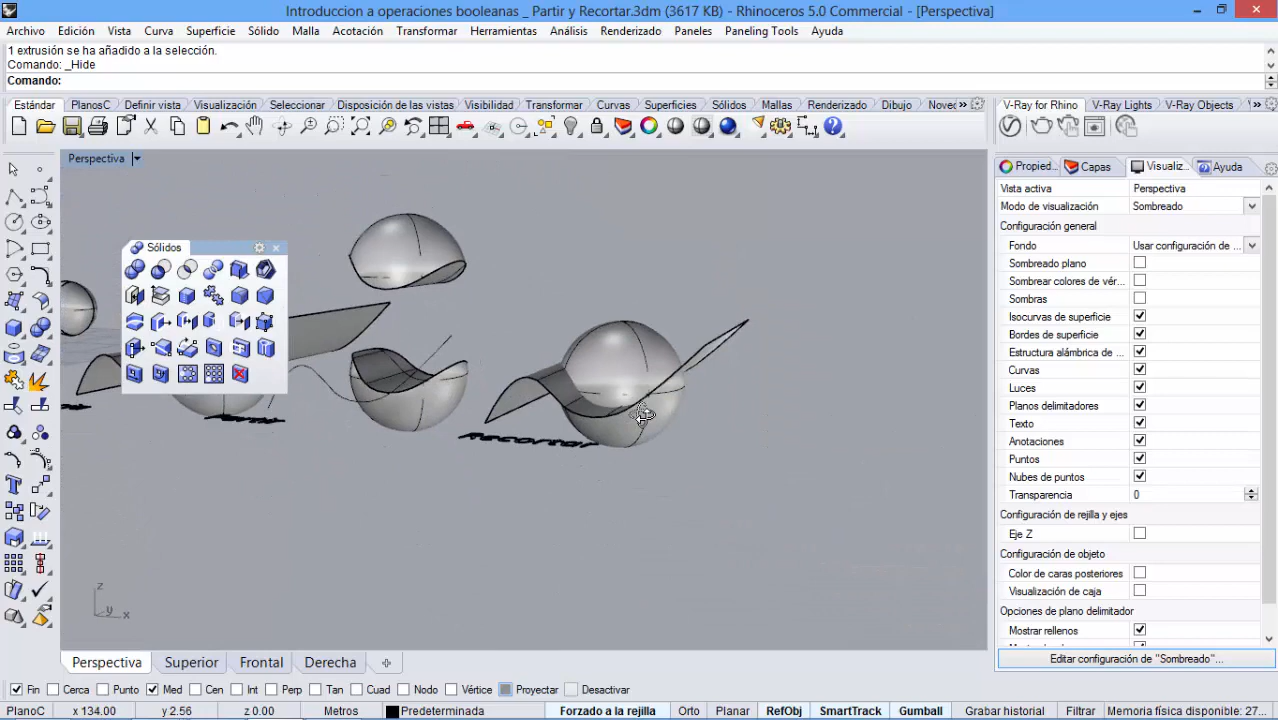 Introduccion a operaciones booleanas _ Partir y Recortar.3dm (3617 KB) - Rhinoceros 5.0 Commercial - [Perspectiva]
Archivo Edición Vista Curva Superficie Sólido Malla Acotación Transformar Herramientas Análisis Renderizado Paneles Paneling Tools Ayuda
1 extrusión se ha añadido a la selección.
Comando: _Hide
Comando:
Estándar PlanosC Definir vista Visualización Seleccionar Disposición de las vistas Visibilidad Transformar Curvas Superficies Sólidos Mallas Renderizado Dibujo Noved »
V-Ray for Rhino V-Ray Lights V-Ray Objects »
Perspectiva
Propied... Capas Visualiz... Ayuda
Vista activa Perspectiva
Modo de visualización Sombreado
Configuración general
Fondo Usar configuración de ...
Sombreado plano
Sombrear colores de vér...
Sombras
Isocurvas de superficie
Bordes de superficie
Estructura alámbrica de ...
Curvas
Luces
Planos delimitadores
Texto
Anotaciones
Puntos
Nubes de puntos
Transparencia 0
Configuración de rejilla y ejes
Eje Z
Configuración de objeto
Color de caras posteriores
Visualización de caja
Opciones de plano delimitador
Mostrar rellenos
Editar configuración de "Sombreado"...
Sólidos
Recortar
z
y
x
Perspectiva Superior Frontal Derecha
Fin Cerca Punto Med Cen Int Perp Tan Cuad Nodo Vértice Proyectar Desactivar
PlanoC x 134.00 y 2.56 z 0.00 Metros Predeterminada Forzado a la rejilla Orto Planar RefObj SmartTrack Gumball Grabar historial Filtrar Memoria física disponible: 27...